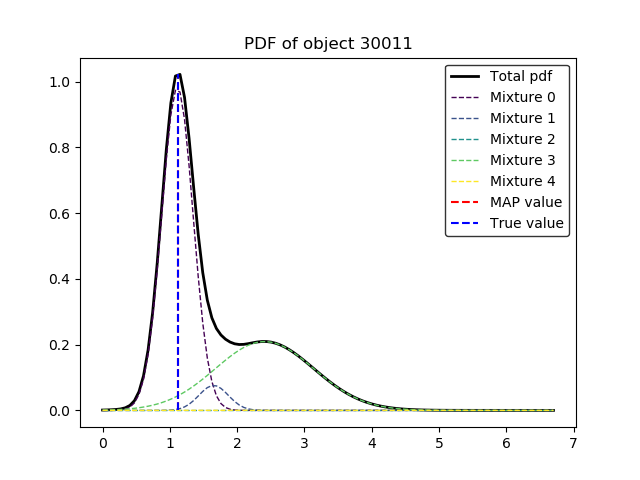 PDF of object 30011
1.0
0.8
0.6
0.4
0.2
0.0
0 1 2 3 4 5 6 7
Total pdf
Mixture 0
Mixture 1
Mixture 2
Mixture 3
Mixture 4
MAP value
True value